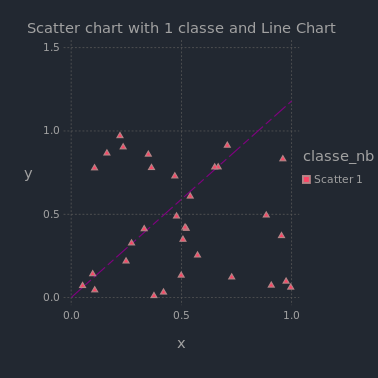 Scatter chart with 1 classe and Line Chart
1.5
1.0
0.5
0.0
y
0.0
0.5
1.0
x
classe_nb
Scatter 1